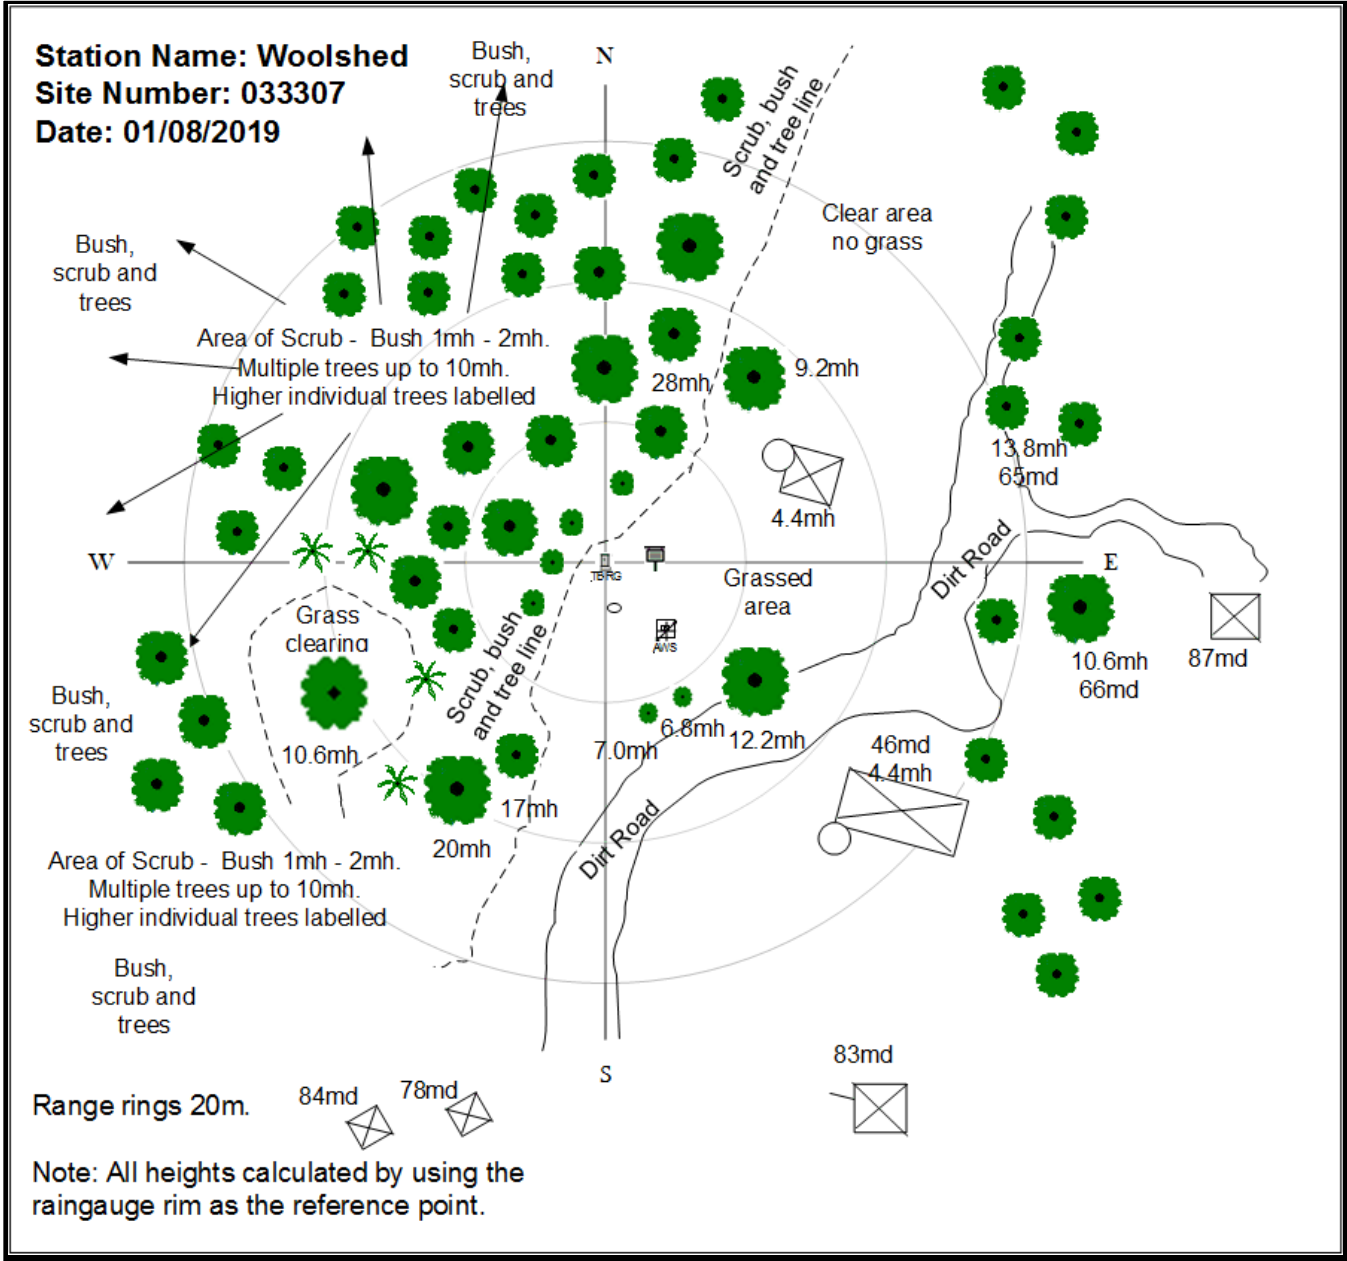 Station Name: Woolshed
Site Number: 033307
Date: 01/08/2019
Bush,
scrub and
trees
N
Scrub, bush
and tree line
Clear area
no grass
Bush,
scrub and
trees
Area of Scrub - Bush 1mh - 2mh.
Multiple trees up to 10mh.
Higher individual trees labelled
28mh
9.2mh
13.8mh
65md
4.4mh
W
E
TBRG
Grassed
area
Dirt Road
Grass
clearing
AWS
Scrub, bush
and tree line
10.6mh
66md
87md
Bush,
scrub and
trees
10.6mh
7.0mh
6.8mh
12.2mh
46md
4.4mh
17mh
20mh
Dirt Road
Area of Scrub - Bush 1mh - 2mh.
Multiple trees up to 10mh.
Higher individual trees labelled
Bush,
scrub and
trees
S
83md
84md
78md
Range rings 20m.
Note: All heights calculated by using the
raingauge rim as the reference point.